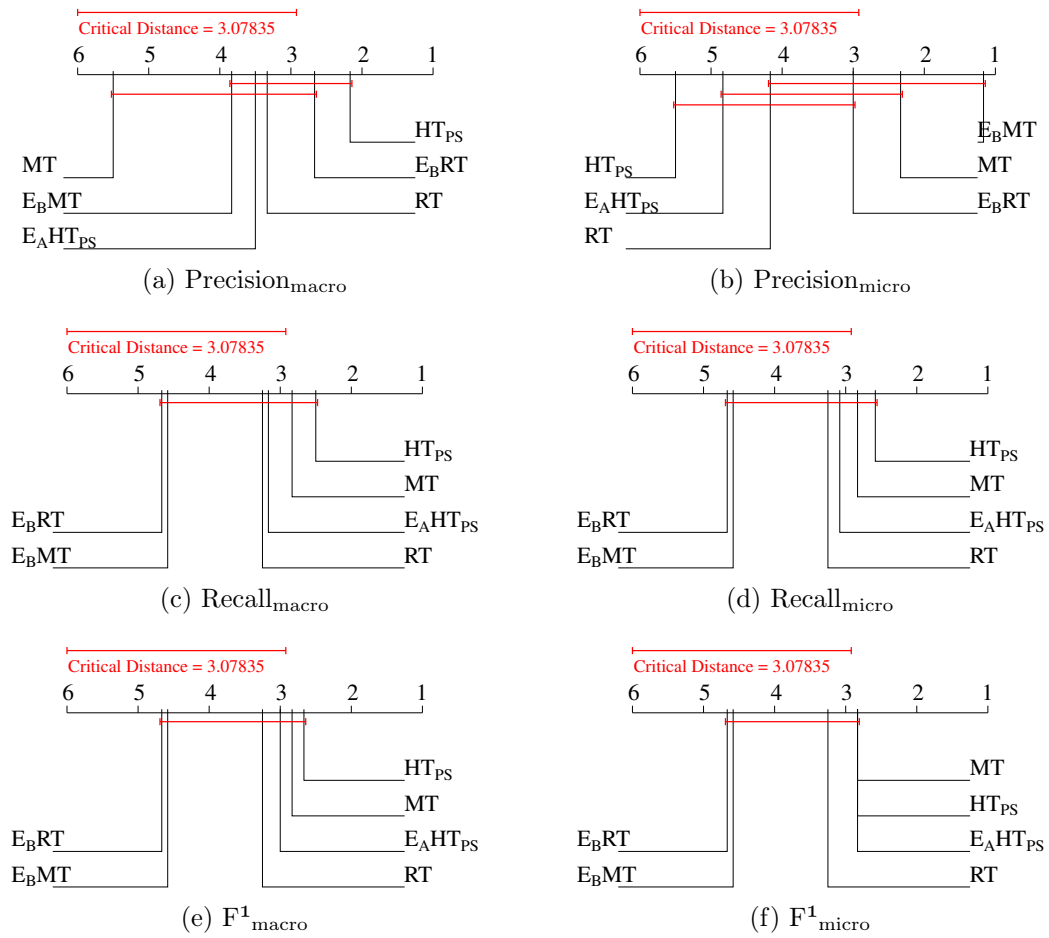 Critical Distance = 3.07835
6 5 4 3 2 1
HT_PS
MT E_BRT
E_BMT RT
E_AHT_PS
(a) Precision_macro
Critical Distance = 3.07835
6 5 4 3 2 1
E_BMT
HT_PS MT
E_AHT_PS E_BRT
RT
(b) Precision_micro
Critical Distance = 3.07835
6 5 4 3 2 1
HT_PS
MT
E_BRT E_AHT_PS
E_BMT RT
(c) Recall_macro
Critical Distance = 3.07835
6 5 4 3 2 1
HT_PS
MT
E_BRT E_AHT_PS
E_BMT RT
(d) Recall_micro
Critical Distance = 3.07835
6 5 4 3 2 1
HT_PS
MT
E_BRT E_AHT_PS
E_BMT RT
(e) F¹_macro
Critical Distance = 3.07835
6 5 4 3 2 1
MT
HT_PS
E_BRT E_AHT_PS
E_BMT RT
(f) F¹_micro